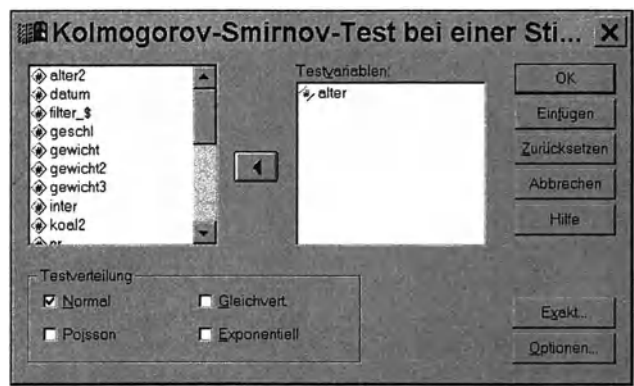 Kolmogorov-Smirnov-Test bei einer Sti...
alter2
datum
filter_$
geschl
gewicht
gewicht2
gewicht3
inter
koal2
nr
Testvariablen:
alter
OK
Einfügen
Zurücksetzen
Abbrechen
Hilfe
Testverteilung
Normal
Gleichvert.
Poisson
Exponentiell
Exakt...
Optionen...